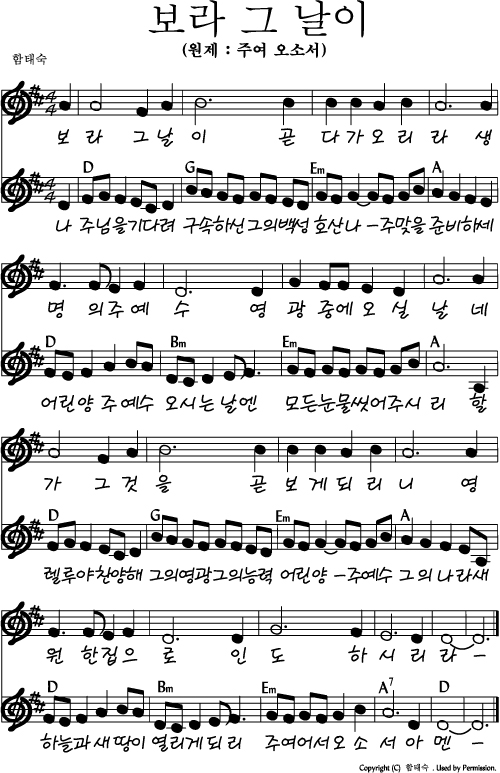 보라 그 날이
(원제 : 주여 오소서)
함태숙
보 라 그 날 이 곧 다 가 오 리 라 생
D G Em A
나 주님을기다려 구속하신그의백성 호산나-주맞을 준비하세
명 의 주 예 수 영 광 중에 오 실 날 네
D Bm Em A
어린양 주 예수 오시는날엔 모든눈물씻어주시 리 할
가 그 것 을 곧 보 게 되 리 니 영
D G Em A
렐루야찬양해 그의영광그의능력 어린양-주예수 그의나라새
원 한집으 로 인 도 하 시 리 라-
D Bm Em A7 D
하늘과새땅이 열리게되리 주여어서오 소 서 아 멘-
Copyright (C) 함태숙 . Used by Permission.